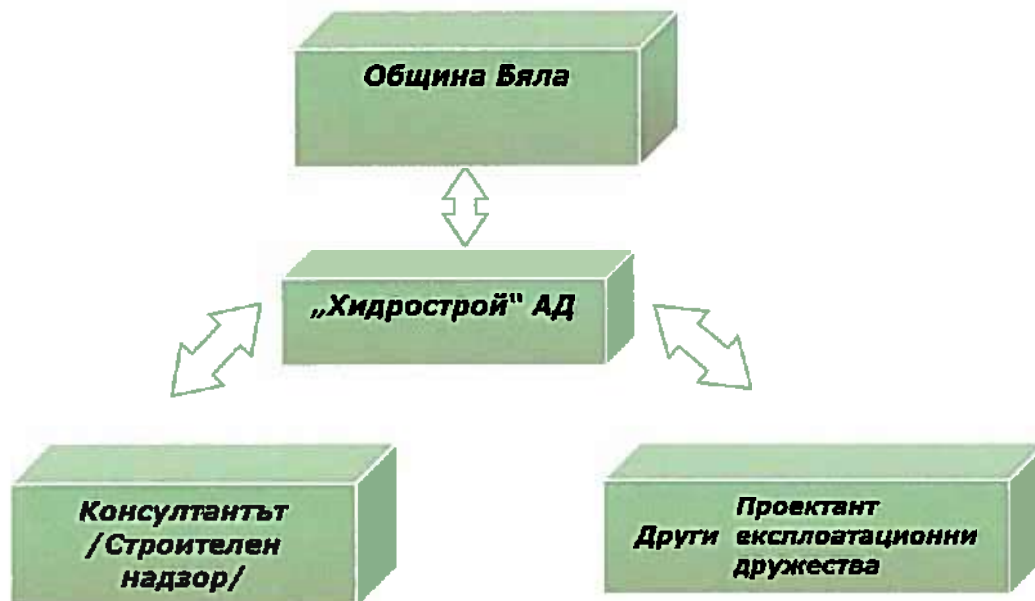 Община Бяла
„Хидрострой“ АД
Консултантът
/Строителен
надзор/
Проектант
Други експлоатационни
дружества